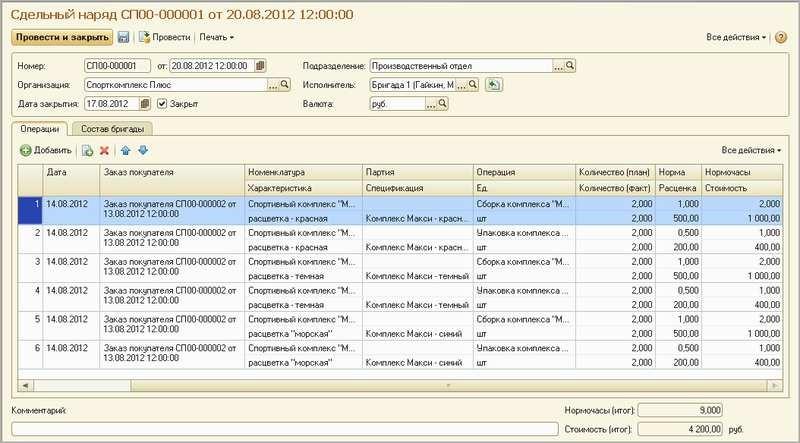 Сдельный наряд СП00-000001 от 20.08.2012 12:00:00
Провести и закрыть Провести Печать Все действия
Номер: СП00-000001 от: 20.08.2012 12:00:00 Подразделение: Производственный отдел
Организация: Спорткомплекс Плюс Исполнитель: Бригада 1 (Гайкин, М
Дата закрытия: 17.08.2012 Закрыт Валюта: руб.
Операции Состав бригады
Добавить Все действия
Дата Заказ покупателя Номенклатура Партия Операция Количество (план) Норма Нормочасы
Характеристика Спецификация Ед. Количество (факт) Расценка Стоимость
1 14.08.2012 Заказ покупателя СП00-000002 от Спортивный комплекс "М... Сборка комплекса "М... 2,000 1,000 2,000
13.08.2012 12:00:00 расцветка - красная Комплекс Макси - красн... шт 2,000 500,00 1 000,00
2 14.08.2012 Заказ покупателя СП00-000002 от Спортивный комплекс "М... Упаковка комплекса ... 2,000 0,500 1,000
13.08.2012 12:00:00 расцветка - красная Комплекс Макси - красн... шт 2,000 200,00 400,00
3 14.08.2012 Заказ покупателя СП00-000002 от Спортивный комплекс "М... Сборка комплекса "М... 2,000 1,000 2,000
13.08.2012 12:00:00 расцветка - темная Комплекс Макси - темный шт 2,000 500,00 1 000,00
4 14.08.2012 Заказ покупателя СП00-000002 от Спортивный комплекс "М... Упаковка комплекса ... 2,000 0,500 1,000
13.08.2012 12:00:00 расцветка - темная Комплекс Макси - темный шт 2,000 200,00 400,00
5 14.08.2012 Заказ покупателя СП00-000002 от Спортивный комплекс "М... Сборка комплекса "М... 2,000 1,000 2,000
13.08.2012 12:00:00 расцветка "морская" Комплекс Макси - синий шт 2,000 500,00 1 000,00
6 14.08.2012 Заказ покупателя СП00-000002 от Спортивный комплекс "М... Упаковка комплекса ... 2,000 0,500 1,000
13.08.2012 12:00:00 расцветка "морская" Комплекс Макси - синий шт 2,000 200,00 400,00
Комментарий: Нормочасы (итог): 9,000
Стоимость (итог): 4 200,00 руб.